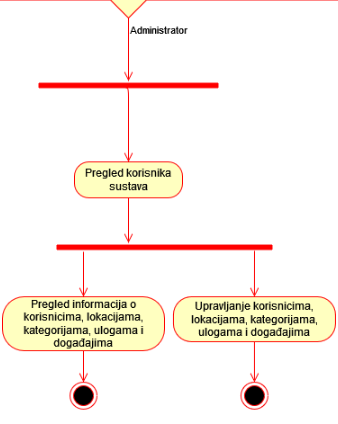 Administrator
Pregled korisnika
sustava
Pregled informacija o
korisnicima, lokacijama,
kategorijama, ulogama i
događajima
Upravljanje korisnicima,
lokacijama, kategorijama,
ulogama i događajima